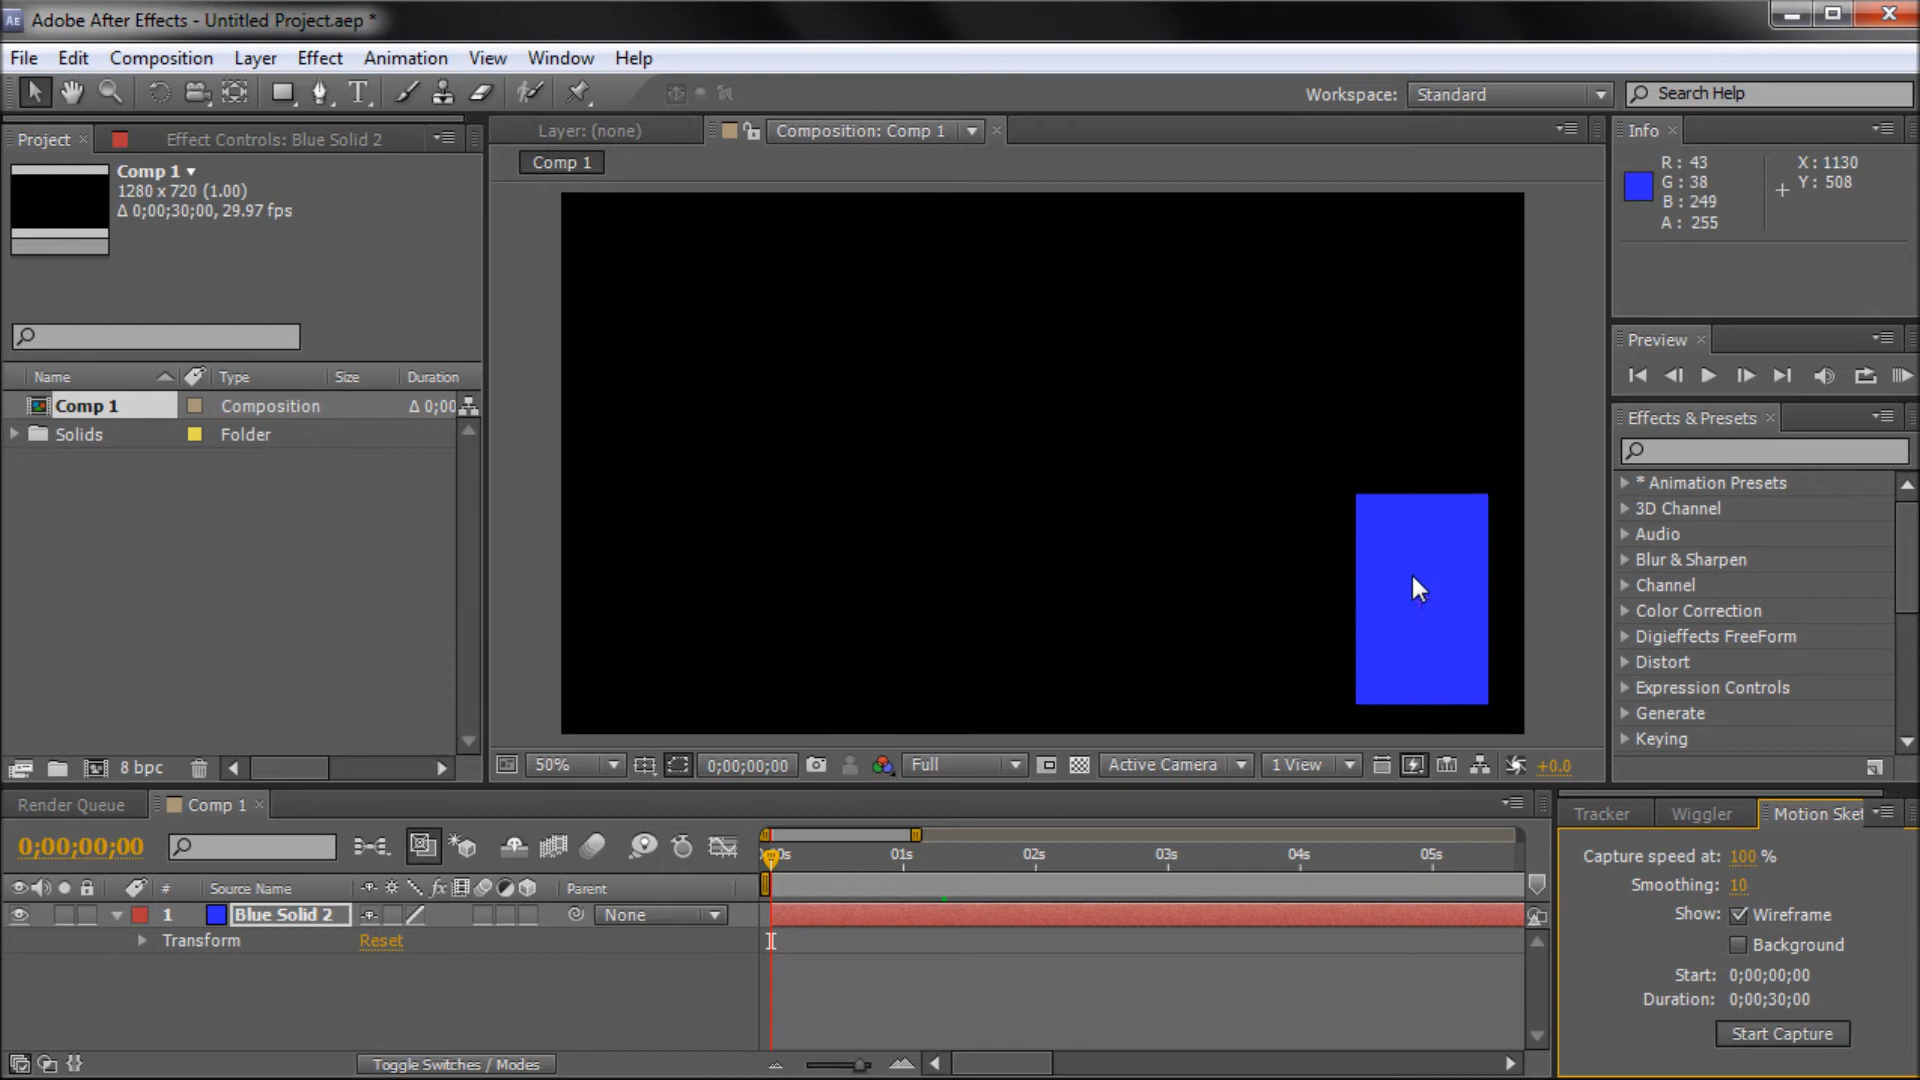 AE Adobe After Effects - Untitled Project.aep *
File Edit Composition Layer Effect Animation View Window Help
T Workspace: Standard Search Help
Project × Effect Controls: Blue Solid 2
Comp 1
1280 x 720 (1.00)
Δ 0;00;30;00, 29.97 fps
Name Type Size Duration
Comp 1 Composition Δ 0;00
Solids Folder
8 bpc
Layer: (none) Composition: Comp 1 ×
Comp 1
50% 0;00;00;00 Full Active Camera 1 View +0.0
Info ×
R : 43 X : 1130
G : 38 Y : 508
B : 249
A : 255
Preview ×
Effects & Presets ×
* Animation Presets
3D Channel
Audio
Blur & Sharpen
Channel
Color Correction
Digieffects FreeForm
Distort
Expression Controls
Generate
Keying
Render Queue Comp 1 ×
0;00;00;00
01s 02s 03s 04s 05s
# Source Name fx Parent
1 Blue Solid 2 None
Transform Reset
Toggle Switches / Modes
Tracker Wiggler Motion Sket
Capture speed at: 100 %
Smoothing: 10
Show: Wireframe
Background
Start: 0;00;00;00
Duration: 0;00;30;00
Start Capture